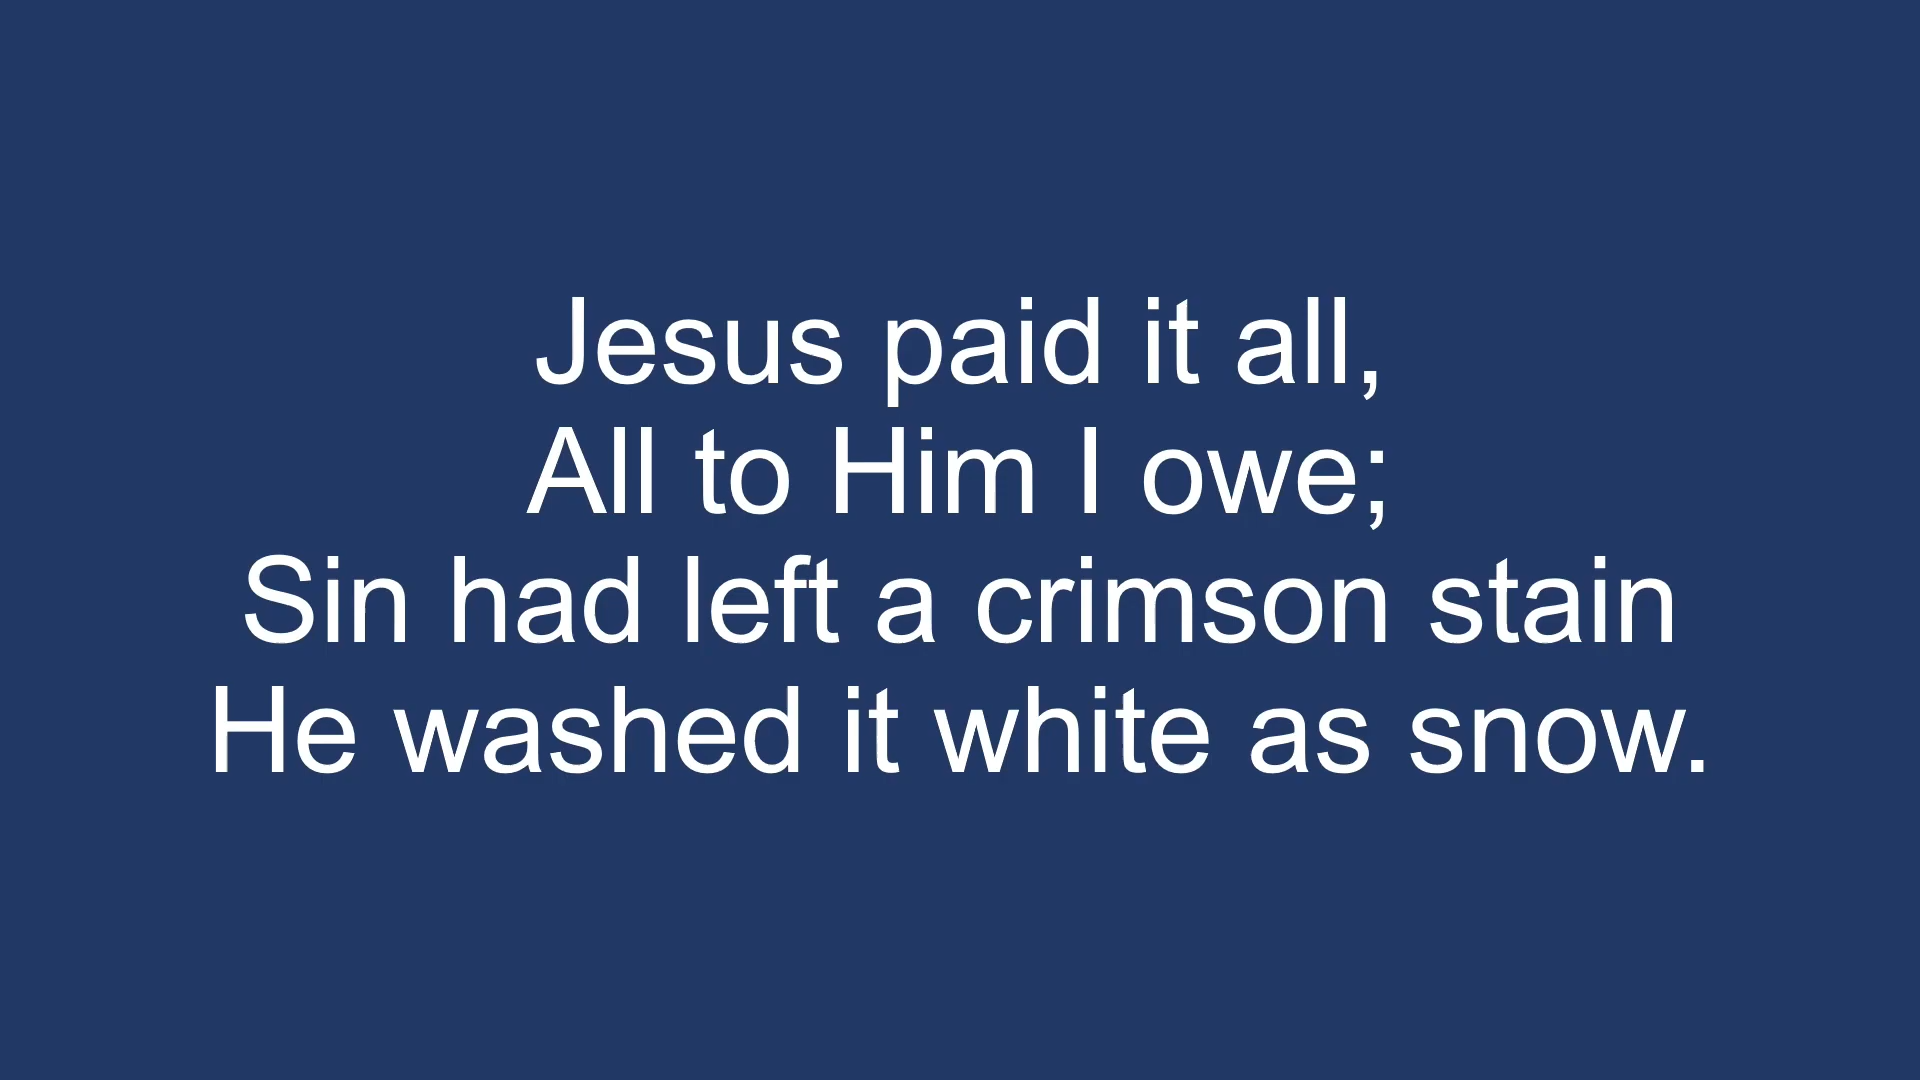 Jesus paid it all,
All to Him I owe;
Sin had left a crimson stain
He washed it white as snow.